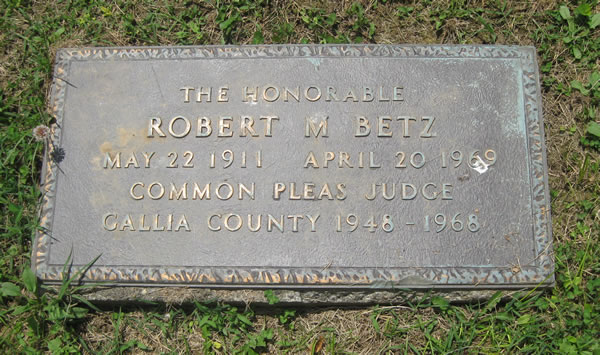 THE HONORABLE
ROBERT M BETZ
MAY 22 1911 APRIL 20 1969
COMMON PLEAS JUDGE
GALLIA COUNTY 1948 - 1968